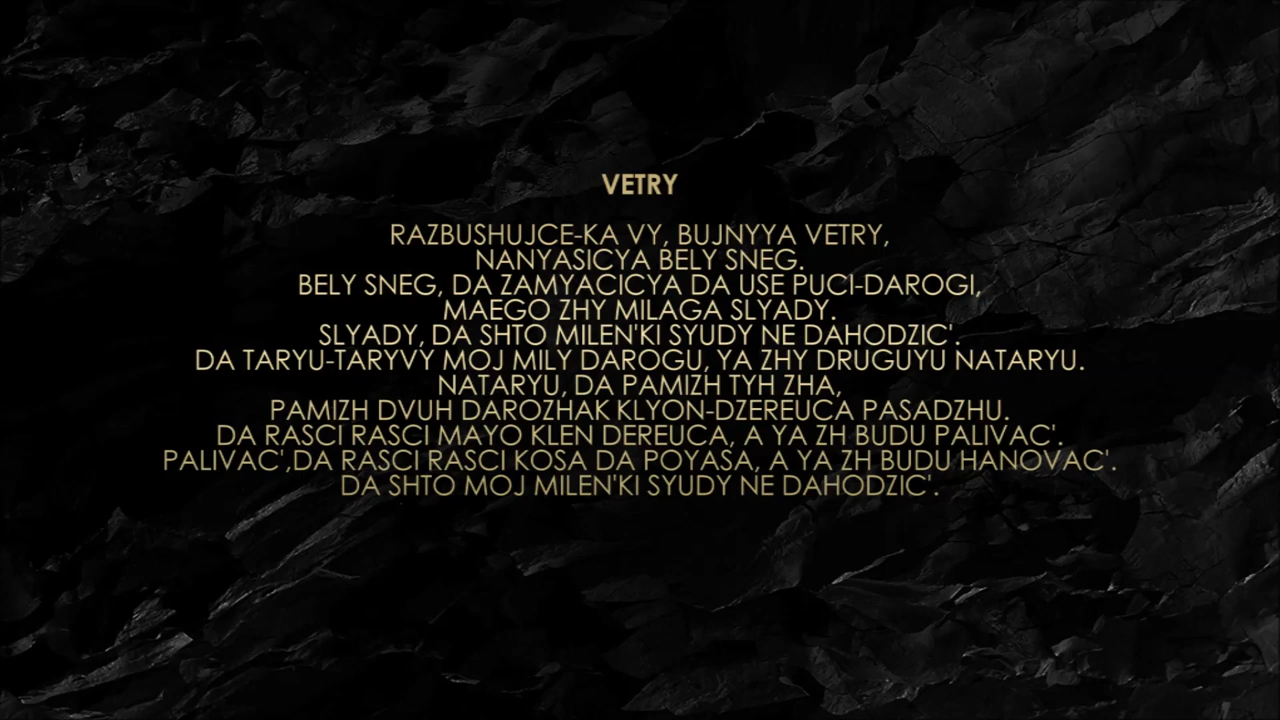 VETRY
RAZBUSHUJCE-KA VY, BUJNYYA VETRY,
NANYASICYA BELY SNEG.
BELY SNEG, DA ZAMYACICYA DA USE PUCI-DAROGI,
MAEGO ZHY MILAGA SLYADY.
SLYADY, DA SHTO MILEN'KI SYUDY NE DAHODZIC'.
DA TARYU-TARYVY MOJ MILY DAROGU, YA ZHY DRUGUYU NATARYU.
NATARYU, DA PAMIZH TYH ZHA,
PAMIZH DVUH DAROZHAK KLYON-DZEREUCA PASADZHU.
DA RASCI RASCI MAYO KLEN DEREUCA, A YA ZH BUDU PALIVAC'.
PALIVAC',DA RASCI RASCI KOSA DA POYASA, A YA ZH BUDU HANOVAC'.
DA SHTO MOJ MILEN'KI SYUDY NE DAHODZIC'.